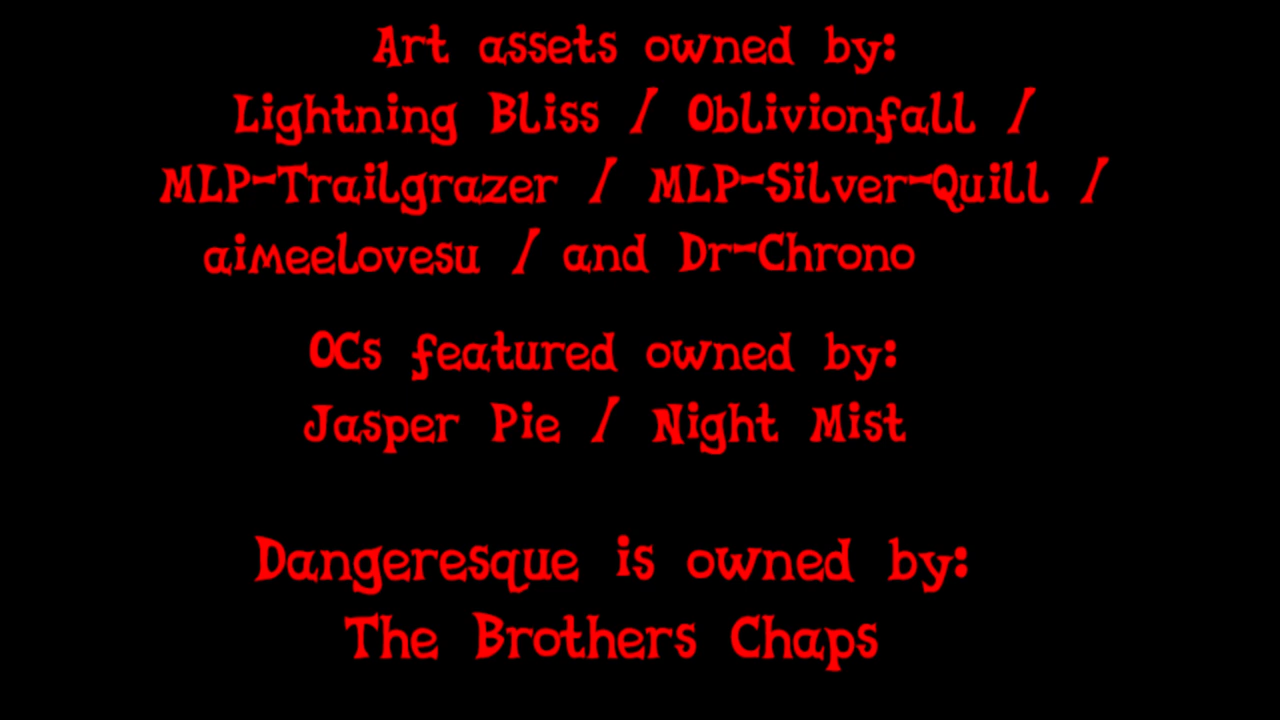 Art assets owned by:
Lightning Bliss / Oblivionfall /
MLP-Trailgrazer / MLP-Silver-Quill /
aimeelovesu / and Dr-Chrono
OCs featured owned by:
Jasper Pie / Night Mist
Dangeresque is owned by:
The Brothers Chaps